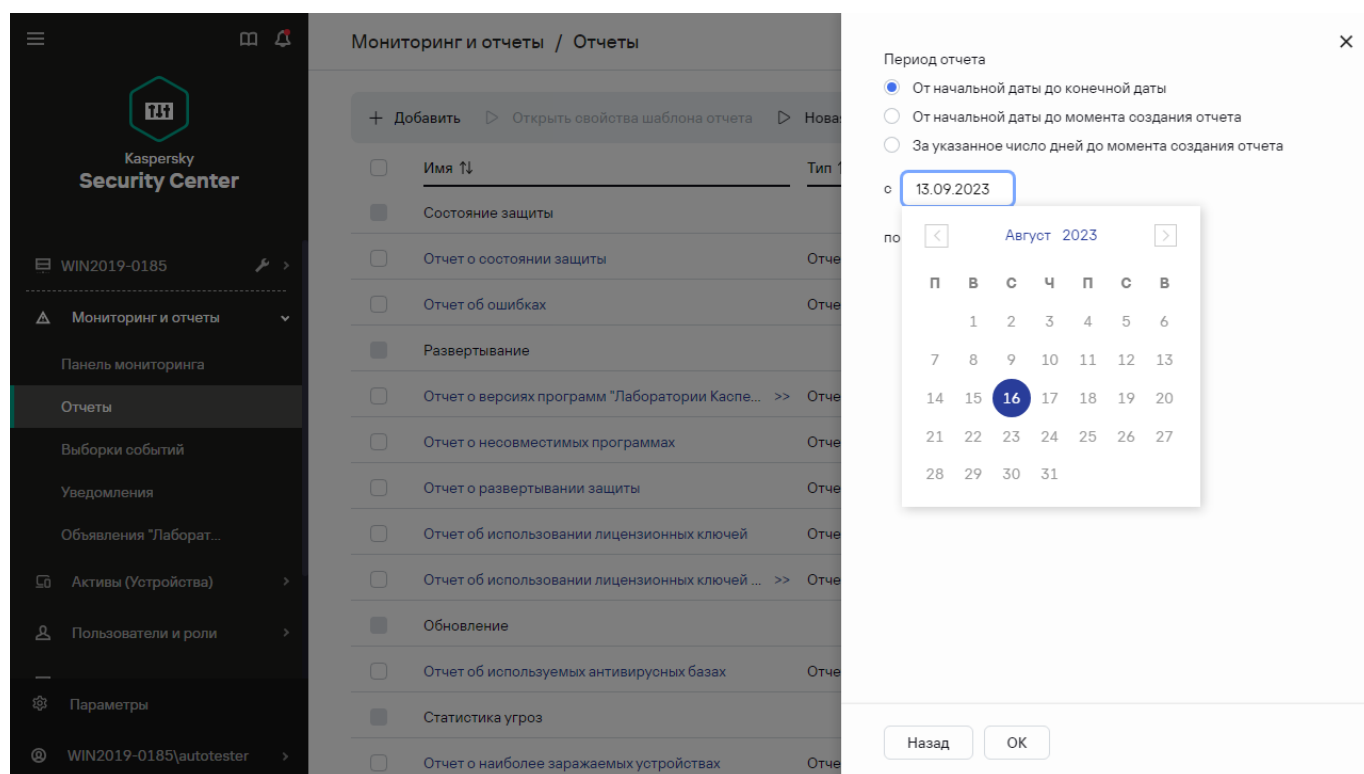 Kaspersky
Security Center
WIN2019-0185
Мониторинг и отчеты
Панель мониторинга
Отчеты
Выборки событий
Уведомления
Объявления "Лаборат...
Активы (Устройства)
Пользователи и роли
Параметры
WIN2019-0185\autotester
Мониторинг и отчеты / Отчеты
Добавить Открыть свойства шаблона отчета Нова
Имя Тип
Состояние защиты
Отчет о состоянии защиты Отче
Отчет об ошибках Отче
Развертывание
Отчет о версиях программ "Лаборатории Каспе... >> Отче
Отчет о несовместимых программах Отче
Отчет о развертывании защиты Отче
Отчет об использовании лицензионных ключей Отче
Отчет об использовании лицензионных ключей ... >> Отче
Обновление
Отчет об используемых антивирусных базах Отче
Статистика угроз
Отчет о наиболее заражаемых устройствах Отче
Период отчета
От начальной даты до конечной даты
От начальной даты до момента создания отчета
За указанное число дней до момента создания отчета
с 13.09.2023
по
Август 2023
П В С Ч П С В
1 2 3 4 5 6
7 8 9 10 11 12 13
14 15 16 17 18 19 20
21 22 23 24 25 26 27
28 29 30 31
Назад OK